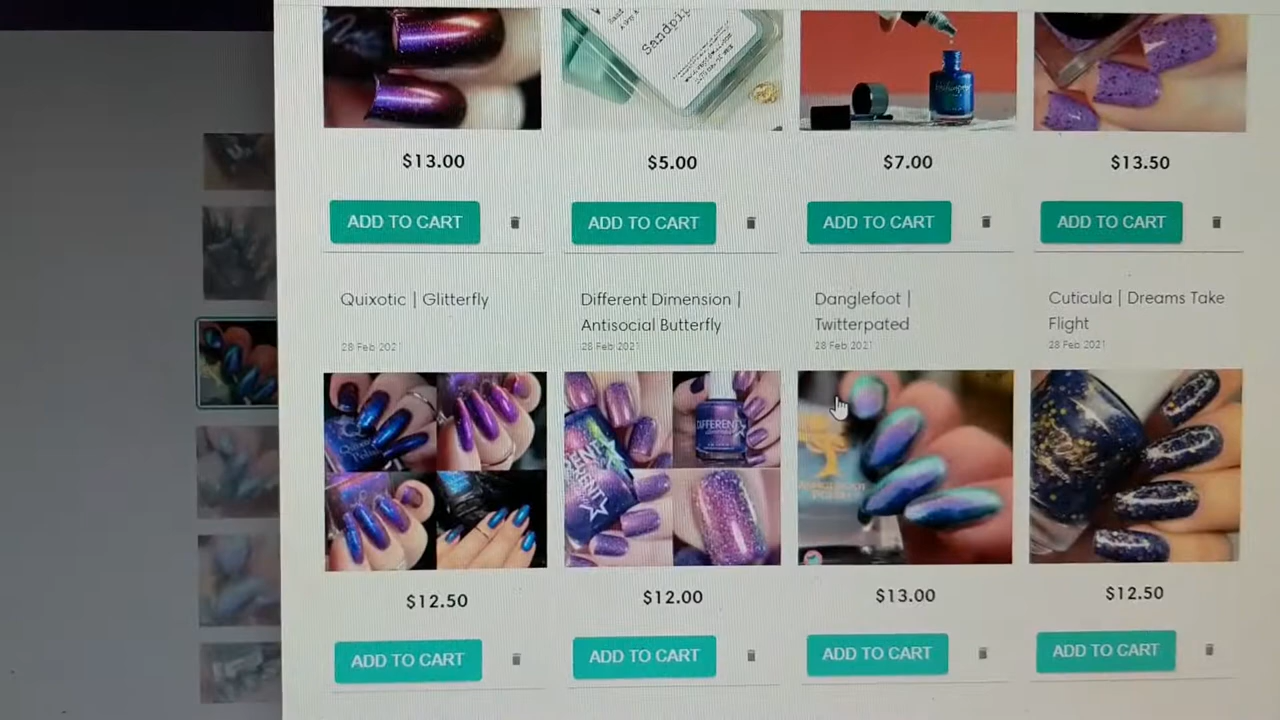 Sandpip
$13.00
$5.00
$7.00
$13.50
ADD TO CART
ADD TO CART
ADD TO CART
ADD TO CART
Quixotic | Glitterfly
Different Dimension |
Antisocial Butterfly
Danglefoot |
Twitterpated
Cuticula | Dreams Take
Flight
28 Feb 2021
28 Feb 2021
28 Feb 2021
28 Feb 2021
DIFFERENT
$12.50
$12.00
$13.00
$12.50
ADD TO CART
ADD TO CART
ADD TO CART
ADD TO CART